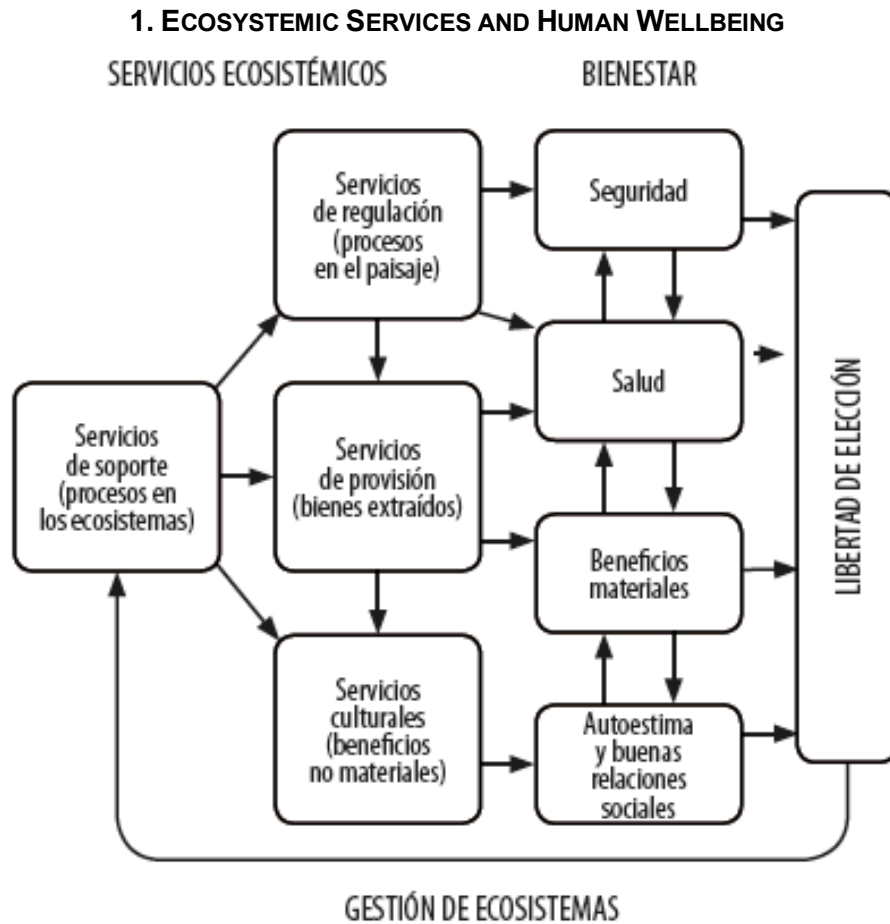 1. ECOSYSTEMIC SERVICES AND HUMAN WELLBEING
SERVICIOS ECOSISTÉMICOS
BIENESTAR
Servicios
de regulación
(procesos
en el paisaje)
Seguridad
Servicios
de soporte
(procesos en
los ecosistemas)
Servicios
de provisión
(bienes extraídos)
Salud
Beneficios
materiales
Servicios
culturales
(beneficios
no materiales)
Autoestima
y buenas
relaciones
sociales
LIBERTAD DE ELECCIÓN
GESTIÓN DE ECOSISTEMAS